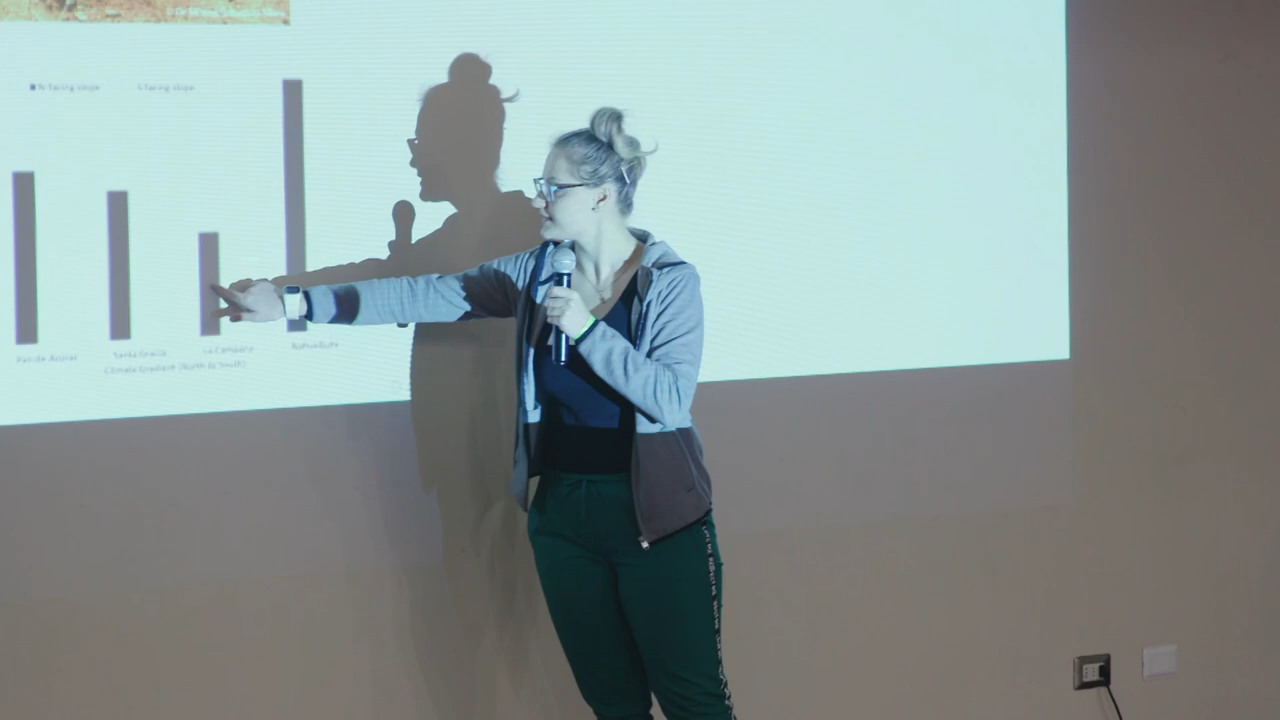 N facing slope
S facing slope
Pan de Azúcar
Santa Gracia
La Campana
Nahuelbuta
Climate Gradient (North to South)